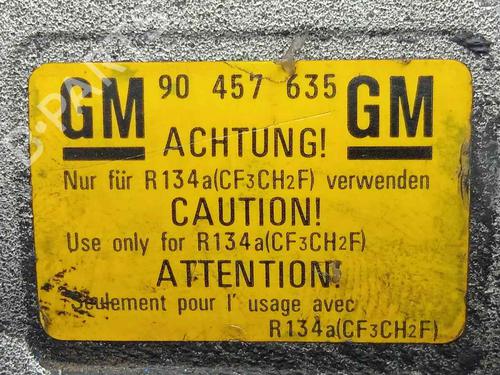 GM 90 457 635 GM
ACHTUNG!
Nur für R134a(CF3CH2F) verwenden
CAUTION!
Use only for R134a(CF3CH2F)
ATTENTION!
Seulement pour l' usage avec
R134a(CF3CH2F)